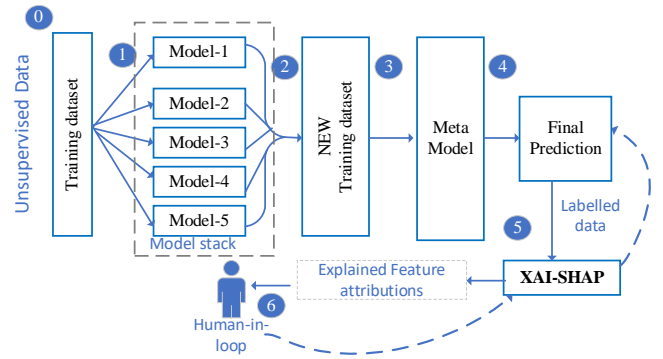 0
Unsupervised Data
Training dataset
1
Model-1
Model-2
Model-3
Model-4
Model-5
Model stack
2
NEW
Training dataset
3
Meta
Model
4
Final
Prediction
5
Labelled
data
XAI-SHAP
Explained Feature
attributions
6
Human-in-
loop